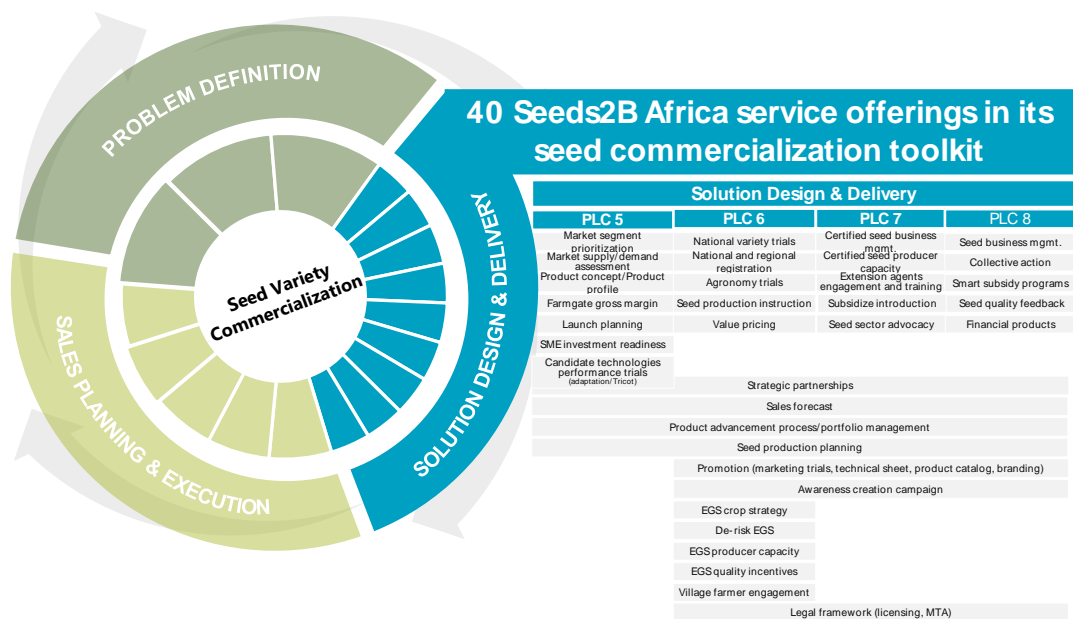 PROBLEM DEFINITION
SALES PLANNING & EXECUTION
SOLUTION DESIGN & DELIVERY
Seed Variety
Commercialization
40 Seeds2B Africa service offerings in its
seed commercialization toolkit
Solution Design & Delivery
PLC 5
PLC 6
PLC 7
PLC 8
Market segment
prioritization
National variety trials
Certified seed business
mgmt.
Seed business mgmt.
Market supply/demand
assessment
National and regional
registration
Certified seed producer
capacity
Collective action
Product concept/Product
profile
Agronomy trials
Extension agents
engagement and training
Smart subsidy programs
Farmgate gross margin
Seed production instruction
Subsidize introduction
Seed quality feedback
Launch planning
Value pricing
Seed sector advocacy
Financial products
SME investment readiness
Candidate technologies
performance trials
(adaptation/Tricot)
Strategic partnerships
Sales forecast
Product advancement process/portfolio management
Seed production planning
Promotion (marketing trials, technical sheet, product catalog, branding)
Awareness creation campaign
EGS crop strategy
De-risk EGS
EGS producer capacity
EGS quality incentives
Village farmer engagement
Legal framework (licensing, MTA)